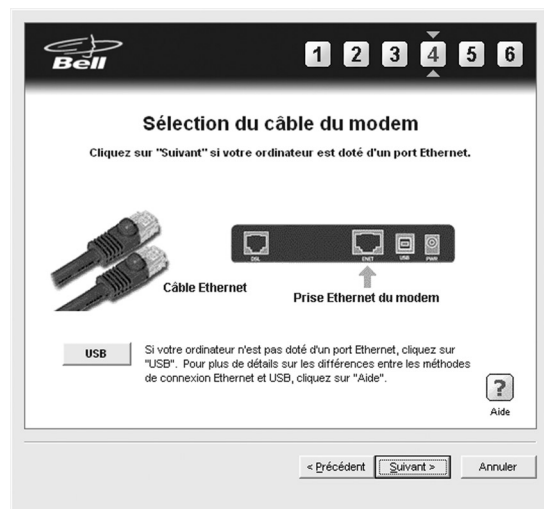 Bell
1 2 3 4 5 6
Sélection du câble du modem
Cliquez sur "Suivant" si votre ordinateur est doté d'un port Ethernet.
DSL ENET USB PWR
Câble Ethernet
Prise Ethernet du modem
USB
Si votre ordinateur n'est pas doté d'un port Ethernet, cliquez sur
"USB". Pour plus de détails sur les différences entre les méthodes
de connexion Ethernet et USB, cliquez sur "Aide".
?
Aide
< Précédent Suivant > Annuler